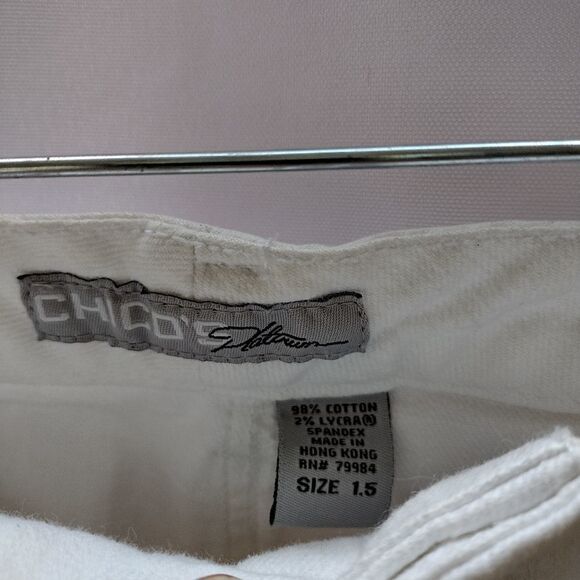 CHICO'S Platinum
98% COTTON
2% LYCRA®
SPANDEX
MADE IN
HONG KONG
RN# 79984
SIZE 1.5